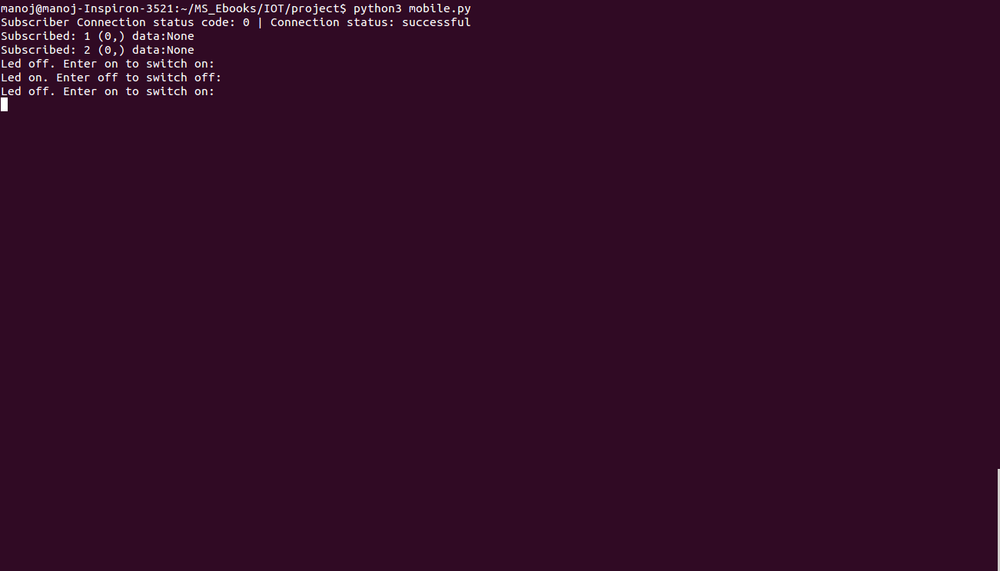 manoj@manoj-Inspiron-3521:~/MS_Ebooks/IOT/project$ python3 mobile.py
Subscriber Connection status code: 0 | Connection status: successful
Subscribed: 1 (0,) data:None
Subscribed: 2 (0,) data:None
Led off. Enter on to switch on:
Led on. Enter off to switch off:
Led off. Enter on to switch on: